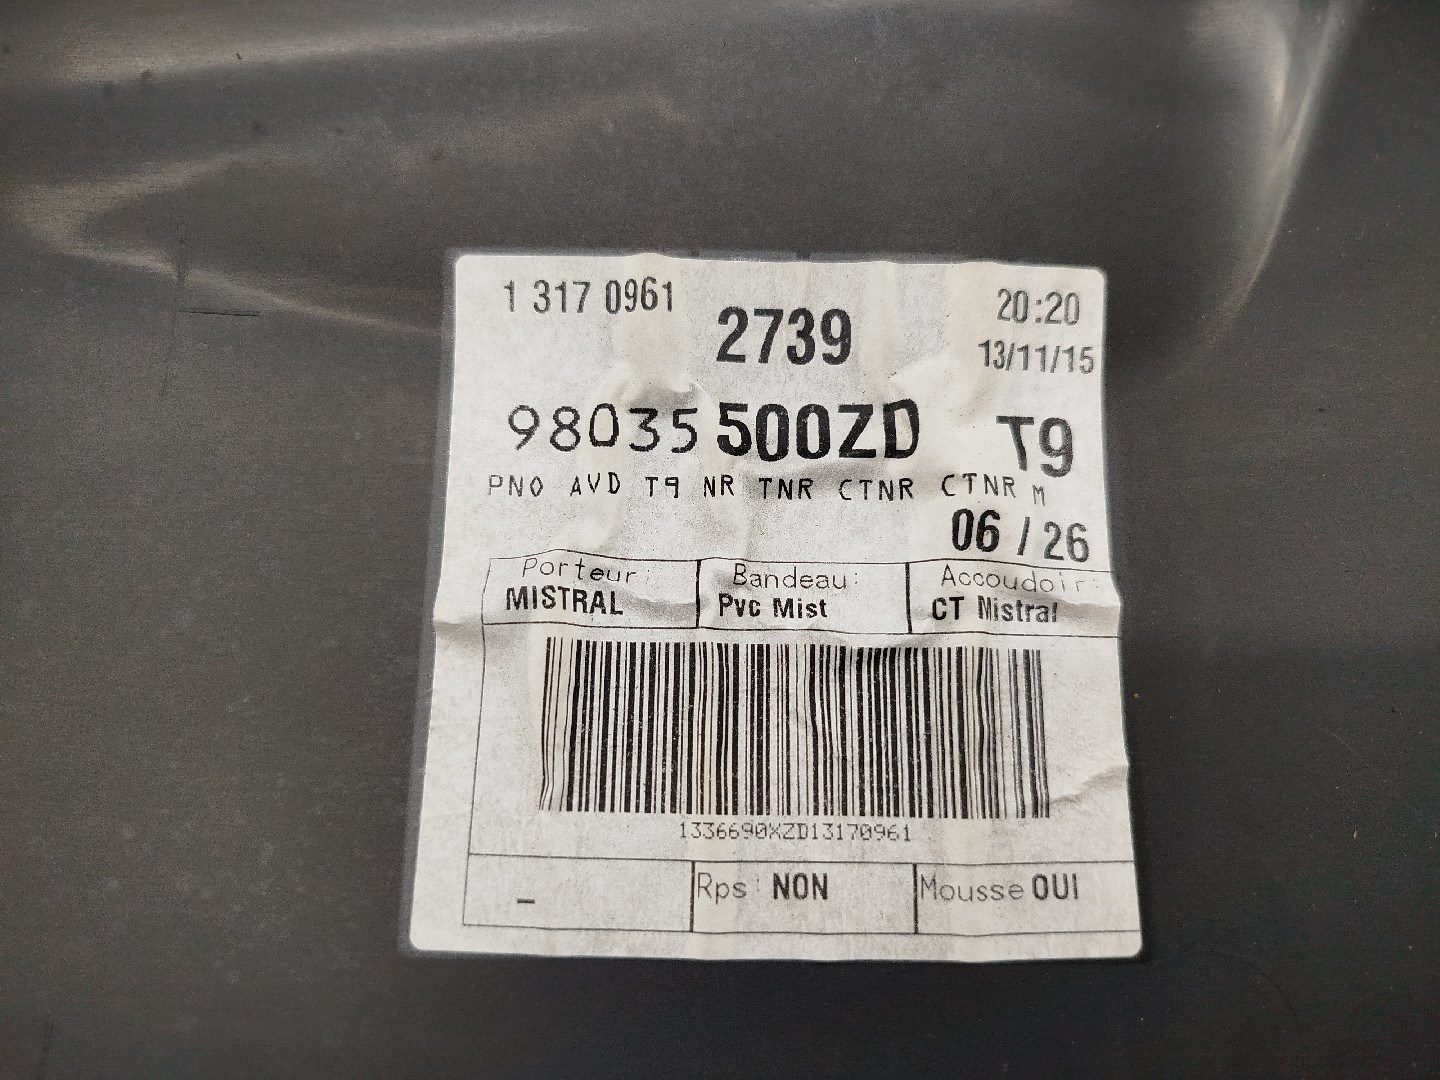 1 317 0961
2739
20:20
13/11/15
98035 500ZD
T9
PNO AVD T9 NR TNR CTNR CTNR M
06 / 26
Porteur:
MISTRAL
Bandeau:
Pvc Mist
Accoudoir:
CT Mistral
1336690XZD13170961
-
Rps: NON
Mousse OUI